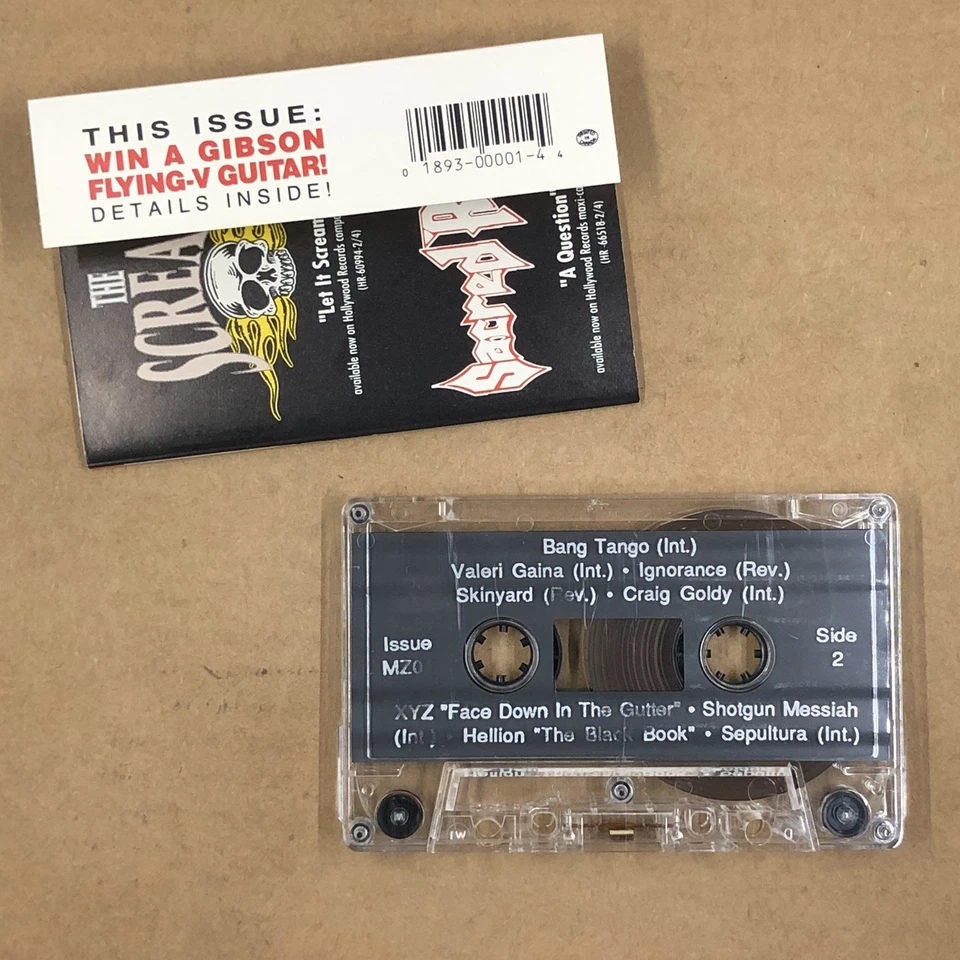 THIS ISSUE:
WIN A GIBSON
FLYING-V GUITAR!
DETAILS INSIDE!
0 1893-00001-4 4
THE
SCREA
"Let It Scream
available now on Hollywood Records compa
(HR-60994-2/4)
Sacred R
"A Question"
available now on Hollywood Records maxi-ca
(HR-66518-2/4)
Bang Tango (Int.)
Valeri Gaina (Int.) • Ignorance (Rev.)
Skinyard (Rev.) • Craig Goldy (Int.)
Issue
MZ0
Side
2
XYZ "Face Down In The Gutter" • Shotgun Messiah
(Int.) • Hellion "The Black Book" • Sepultura (Int.)